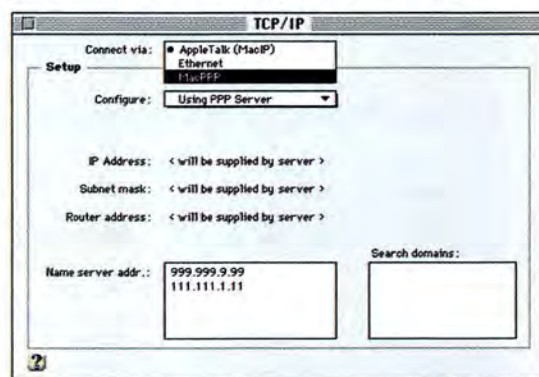 TCP/IP
Connect via:
• AppleTalk (MacIP)
Ethernet
MacPPP
Setup
Configure: Using PPP Server
IP Address: < will be supplied by server >
Subnet mask: < will be supplied by server >
Router address: < will be supplied by server >
Name server addr.:
999.999.9.99
111.111.1.11
Search domains:
?